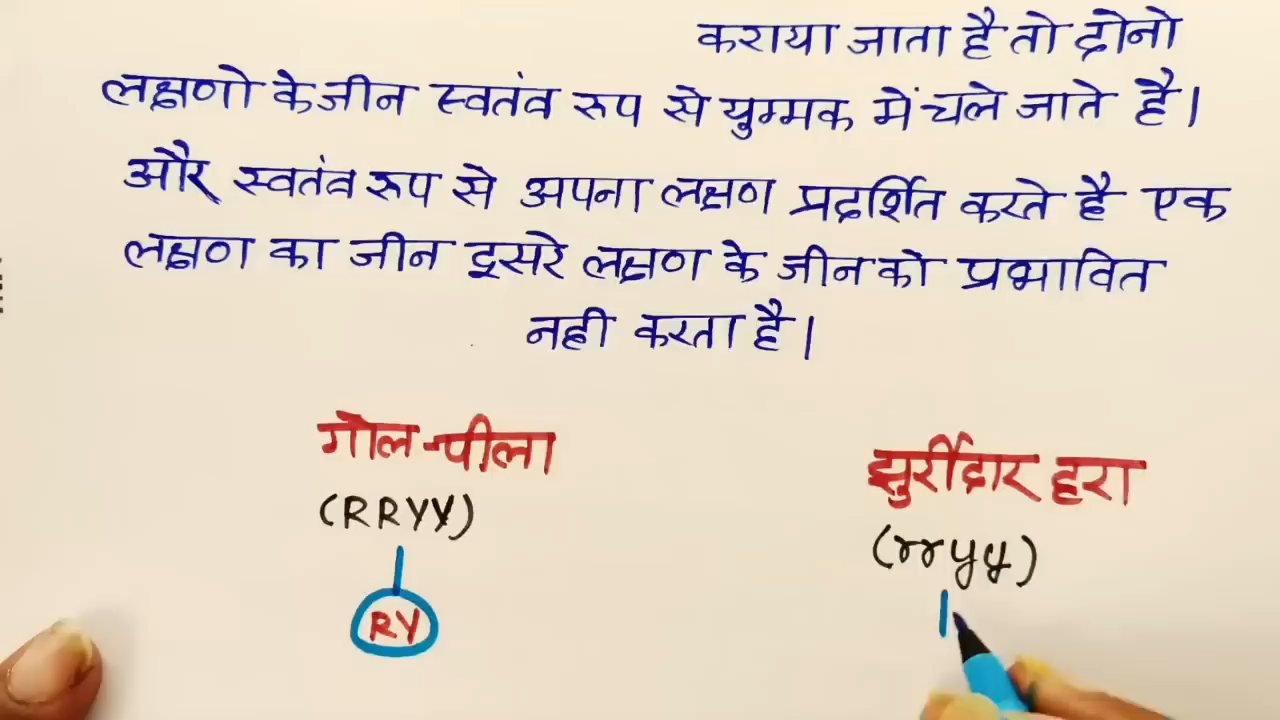 कराया जाता है तो दोनो
लक्षणो के जीन स्वतंत्र रूप से युग्मक में चले जाते है।
और स्वतंत्र रूप से अपना लक्षण प्रदर्शित करते है एक
लक्षण का जीन दूसरे लक्षण के जीन को प्रभावित
नही करता है।
गोल-पीला
झुर्रीदार हरा
(RRYY)
(rryy)
RY